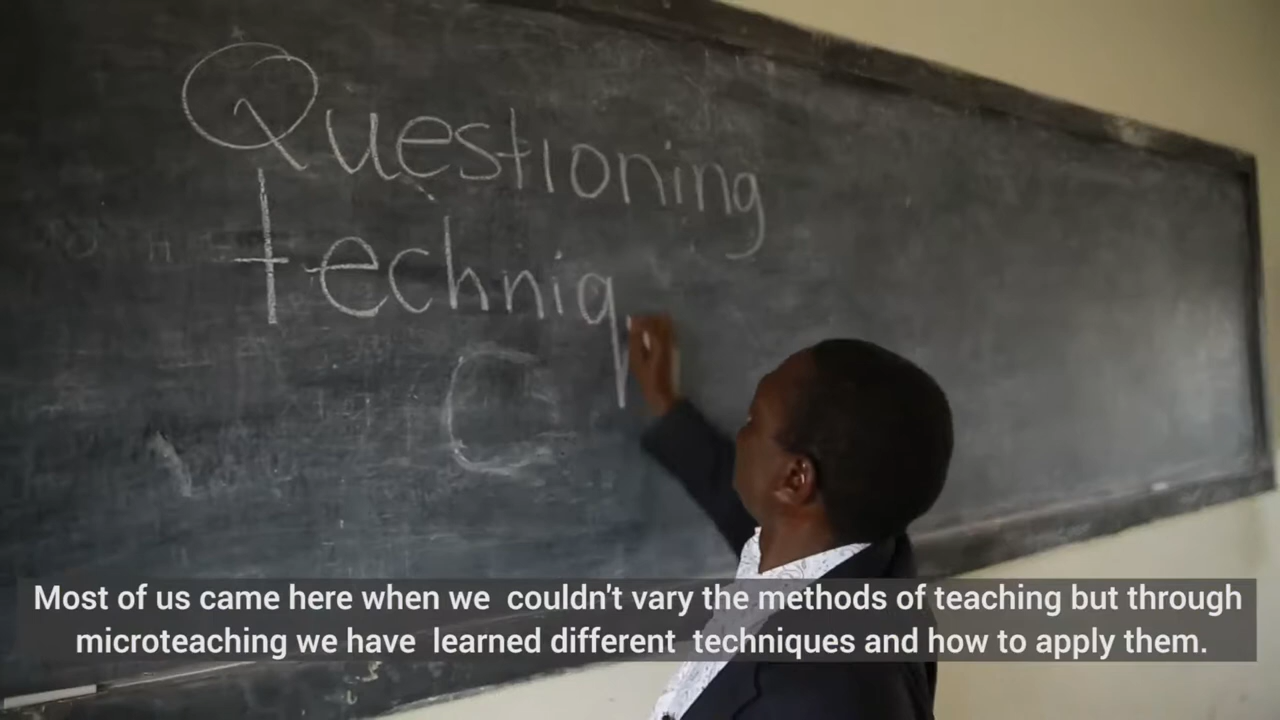 Questioning
techniq
C
Most of us came here when we couldn't vary the methods of teaching but through
microteaching we have learned different techniques and how to apply them.